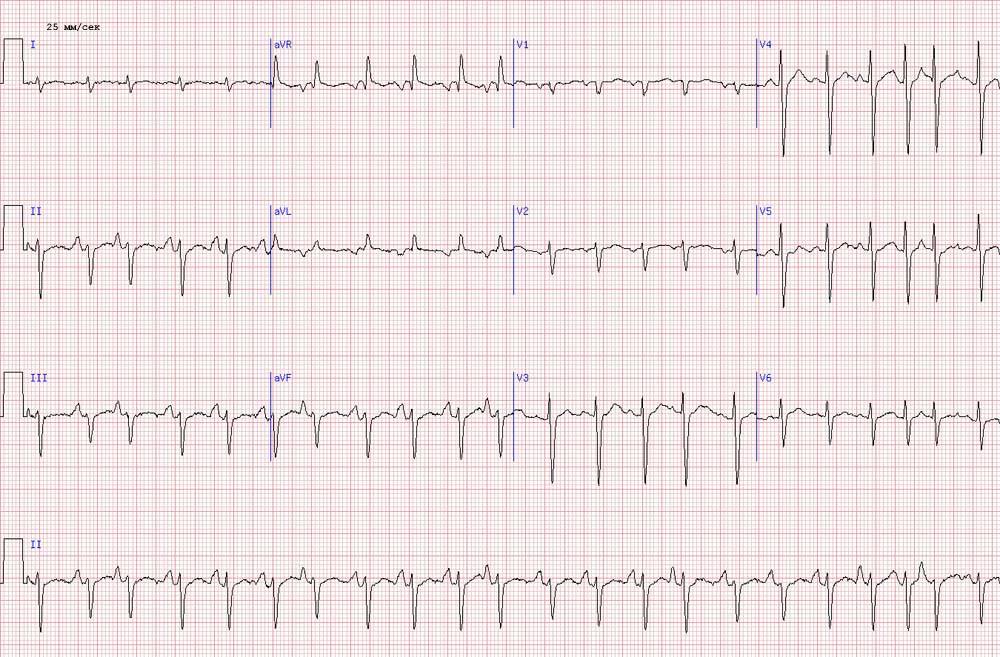 25 мм/сек
I aVR V1 V4
II aVL V2 V5
III aVF V3 V6
II